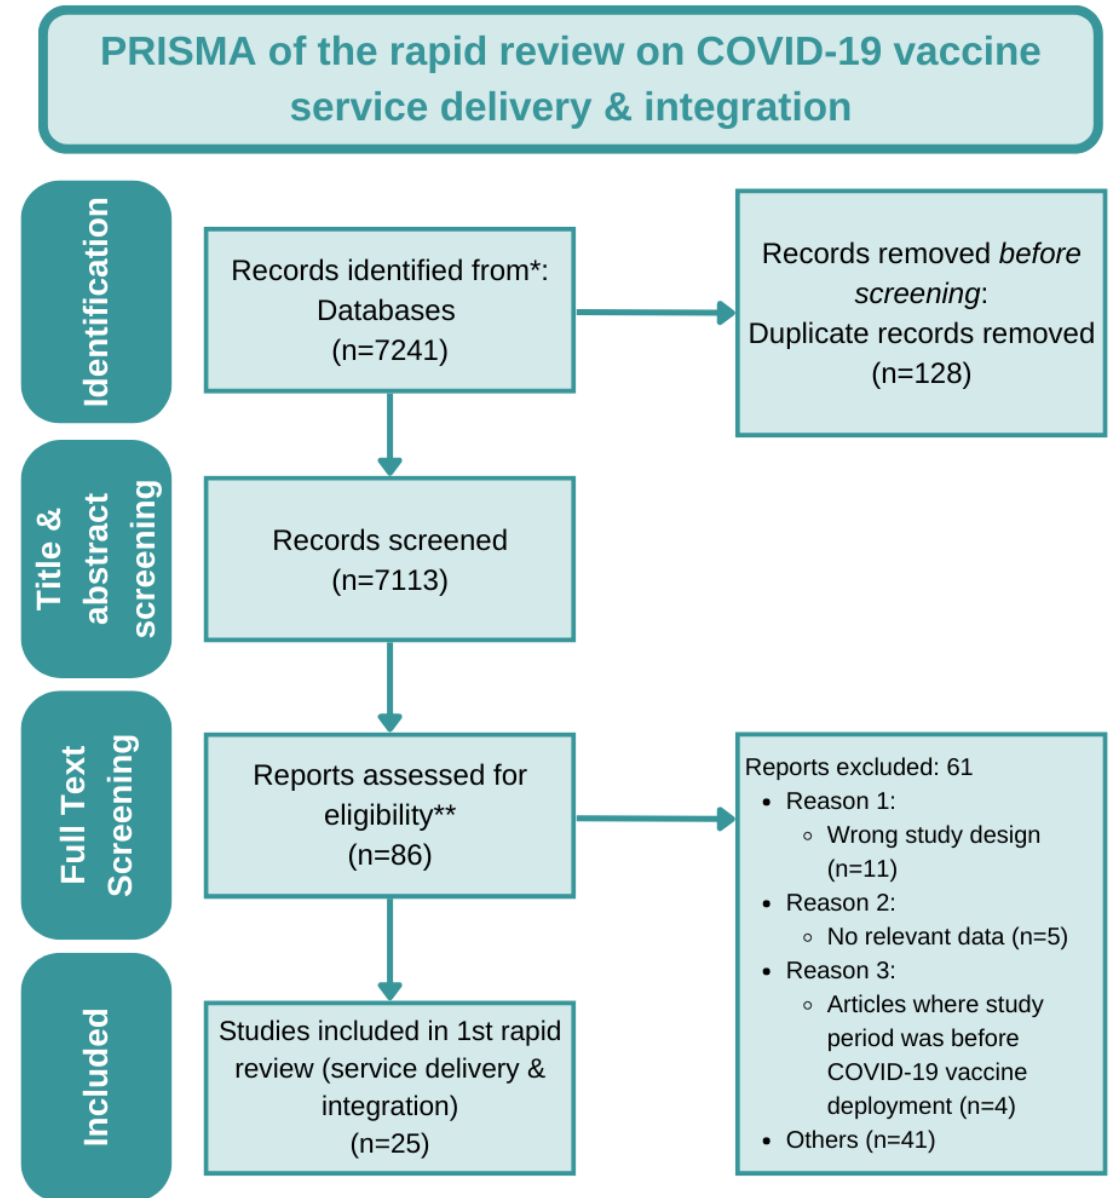 PRISMA of the rapid review on COVID-19 vaccine
service delivery & integration
Identification
Records identified from*:
Databases
(n=7241)
Records removed before
screening:
Duplicate records removed
(n=128)
Title &
abstract
screening
Records screened
(n=7113)
Full Text
Screening
Reports assessed for
eligibility**
(n=86)
Reports excluded: 61
• Reason 1:
◦ Wrong study design
(n=11)
• Reason 2:
◦ No relevant data (n=5)
• Reason 3:
◦ Articles where study
period was before
COVID-19 vaccine
deployment (n=4)
• Others (n=41)
Included
Studies included in 1st rapid
review (service delivery &
integration)
(n=25)